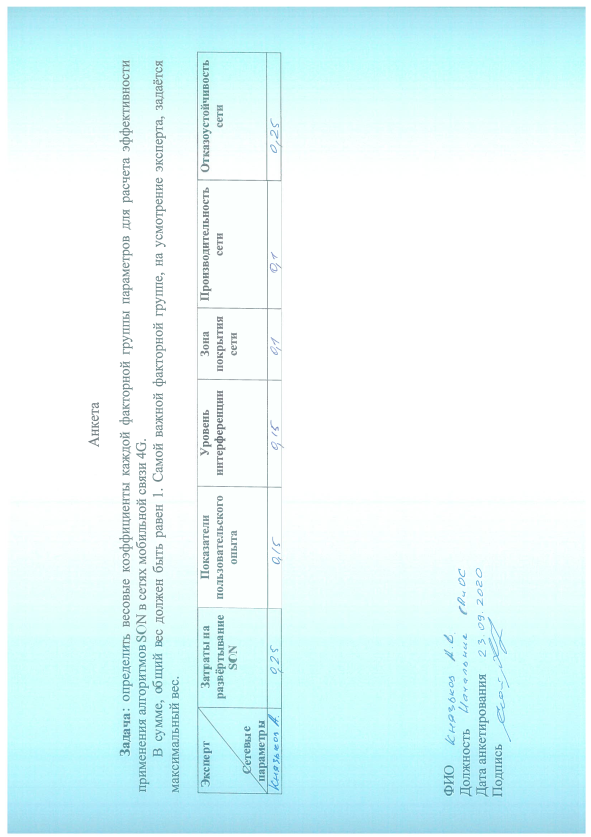 Анкета
Задача: определить весовые коэффициенты каждой факторной группы параметров для расчета эффективности
применения алгоритмов SON в сетях мобильной связи 4G.
В сумме, общий вес должен быть равен 1. Самой важной факторной группе, на усмотрение эксперта, задаётся
максимальный вес.
Эксперт Сетевые параметры Затраты на развёртывание SON Показатели пользовательского опыта Уровень интерференции Зона покрытия сети Производительность сети Отказоустойчивость сети
Князьков А. 0,25 0,15 0,15 0,1 0,1 0,25
ФИО Князьков А.В.
Должность Начальник
Дата анкетирования 23.09.2020
Подпись